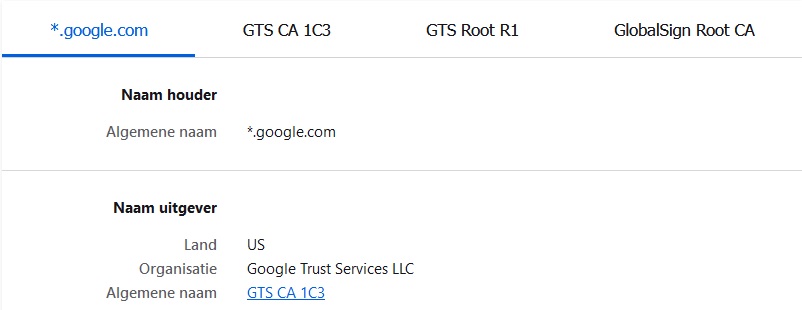 *.google.com GTS CA 1C3 GTS Root R1 GlobalSign Root CA
Naam houder
Algemene naam *.google.com
Naam uitgever
Land US
Organisatie Google Trust Services LLC
Algemene naam GTS CA 1C3